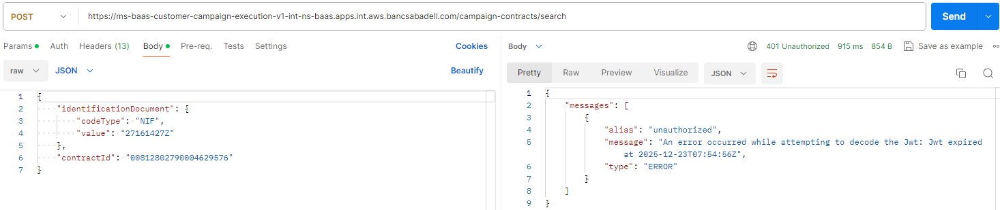 POST https://ms-baas-customer-campaign-execution-v1-int-ns-baas.apps.int.aws.bancsabadell.com/campaign-contracts/search Send
Params Auth Headers (13) Body Pre-req. Tests Settings Cookies
raw JSON Beautify
1 {
2 "identificationDocument": {
3 "codeType": "NIF",
4 "value": "27161427Z"
5 },
6 "contractId": "00812802790004629576"
7 }
Body 401 Unauthorized 915 ms 854 B Save as example
Pretty Raw Preview Visualize JSON
1 {
2 "messages": [
3 {
4 "alias": "unauthorized",
5 "message": "An error occurred while attempting to decode the Jwt: Jwt expired
at 2025-12-23T07:54:56Z",
6 "type": "ERROR"
7 }
8 ]
9 }